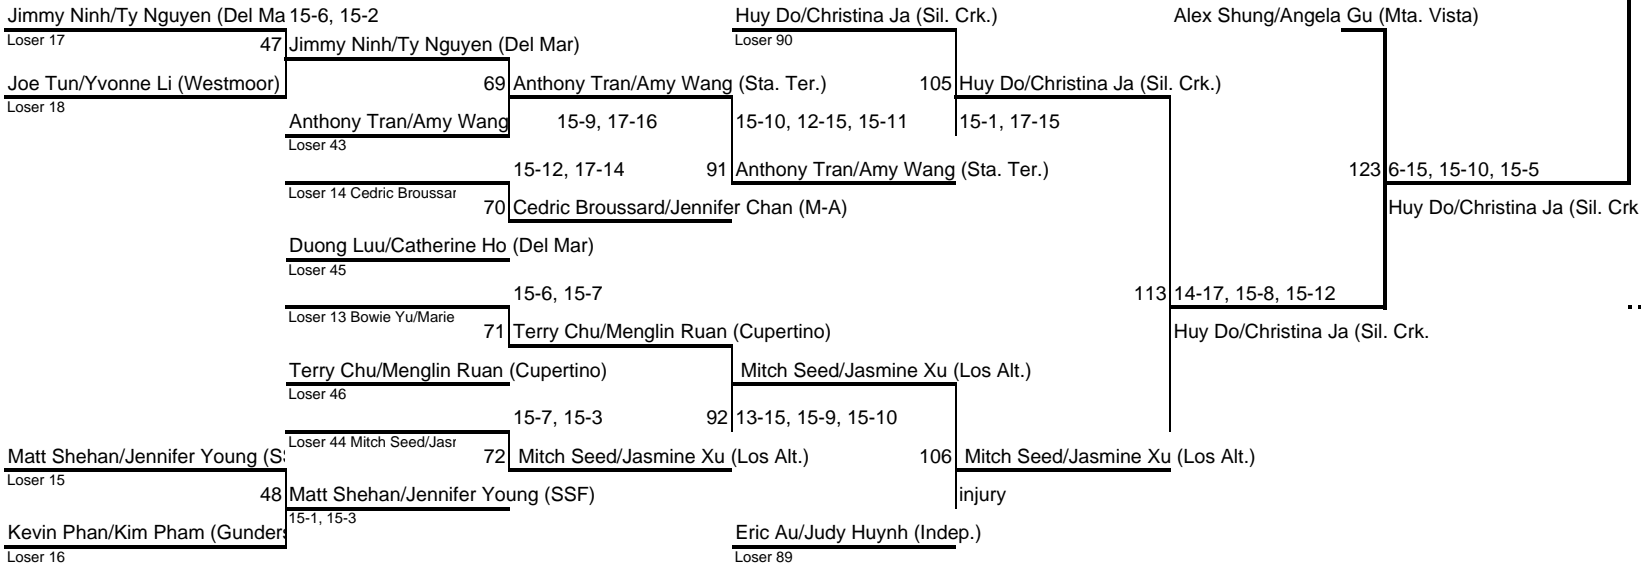 Jimmy Ninh/Ty Nguyen (Del Ma 15-6, 15-2 Huy Do/Christina Ja (Sil. Crk.) Alex Shung/Angela Gu (Mta. Vista)
Loser 17 47 Jimmy Ninh/Ty Nguyen (Del Mar) Loser 90
Joe Tun/Yvonne Li (Westmoor) 69 Anthony Tran/Amy Wang (Sta. Ter.) 105 Huy Do/Christina Ja (Sil. Crk.)
Loser 18
Anthony Tran/Amy Wang 15-9, 17-16 15-10, 12-15, 15-11 15-1, 17-15
Loser 43
15-12, 17-14 91 Anthony Tran/Amy Wang (Sta. Ter.) 123 6-15, 15-10, 15-5
Loser 14 Cedric Broussar
70 Cedric Broussard/Jennifer Chan (M-A) Huy Do/Christina Ja (Sil. Crk
Duong Luu/Catherine Ho (Del Mar)
Loser 45
15-6, 15-7 113 14-17, 15-8, 15-12
Loser 13 Bowie Yu/Marie
71 Terry Chu/Menglin Ruan (Cupertino) Huy Do/Christina Ja (Sil. Crk.
Terry Chu/Menglin Ruan (Cupertino) Mitch Seed/Jasmine Xu (Los Alt.)
Loser 46
15-7, 15-3 92 13-15, 15-9, 15-10
Loser 44 Mitch Seed/Jasr
Matt Shehan/Jennifer Young (S 72 Mitch Seed/Jasmine Xu (Los Alt.) 106 Mitch Seed/Jasmine Xu (Los Alt.)
Loser 15
48 Matt Shehan/Jennifer Young (SSF) injury
15-1, 15-3
Kevin Phan/Kim Pham (Gunders Eric Au/Judy Huynh (Indep.)
Loser 16 Loser 89